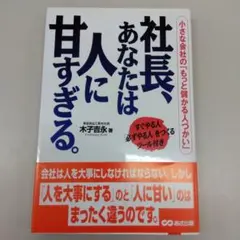 小さな会社の「もっと儲かる人づかい」
社長、
あなたは
人に
甘すぎる。
木子吉永 著
すぐやる人
必ずやる人をつくる
ツール付き
会社は人を大事にしなければならない！しかし
「人を大事にする」のと「人に甘い」のは
まったく違うのです。
あさ出版